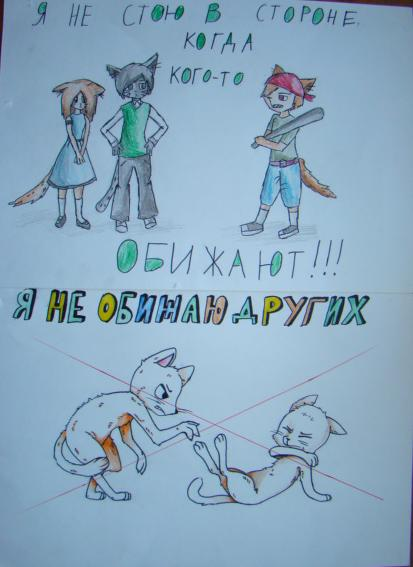 Я НЕ СТОЮ В СТОРОНЕ,
КОГДА
КОГО-ТО
ОБИЖАЮТ!!!
Я НЕ ОБИЖАЮ ДРУГИХ